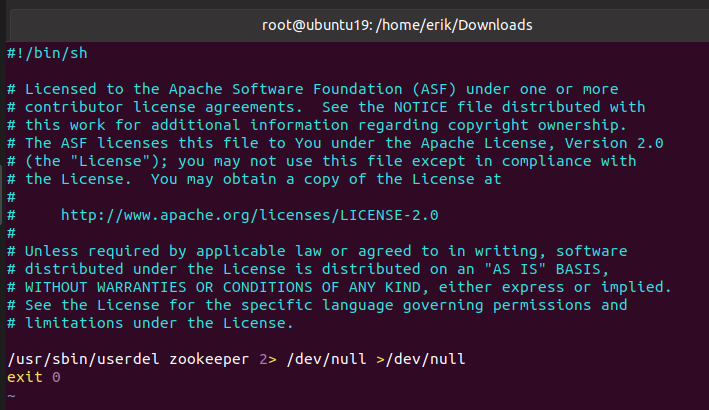 root@ubuntu19: /home/erik/Downloads
#!/bin/sh
# Licensed to the Apache Software Foundation (ASF) under one or more
# contributor license agreements.  See the NOTICE file distributed with
# this work for additional information regarding copyright ownership.
# The ASF licenses this file to You under the Apache License, Version 2.0
# (the "License"); you may not use this file except in compliance with
# the License.  You may obtain a copy of the License at
#
#     http://www.apache.org/licenses/LICENSE-2.0
#
# Unless required by applicable law or agreed to in writing, software
# distributed under the License is distributed on an "AS IS" BASIS,
# WITHOUT WARRANTIES OR CONDITIONS OF ANY KIND, either express or implied.
# See the License for the specific language governing permissions and
# limitations under the License.
/usr/sbin/userdel zookeeper 2> /dev/null >/dev/null
exit 0
~